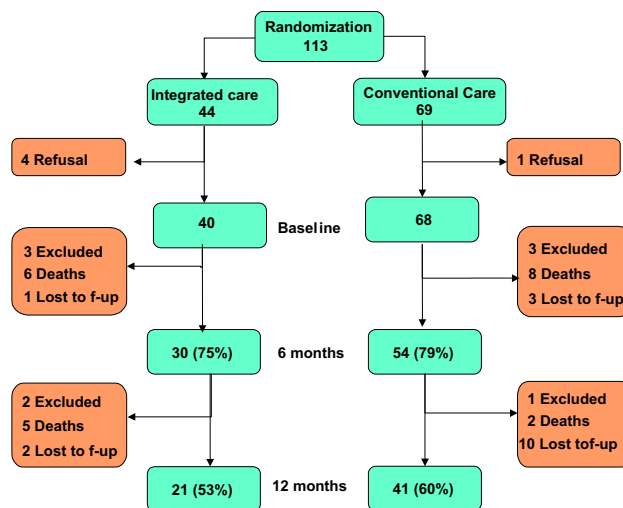 Randomization
113
Integrated care
44
Conventional Care
69
4 Refusal
1 Refusal
40
Baseline
68
3 Excluded
6 Deaths
1 Lost to f-up
3 Excluded
8 Deaths
3 Lost to f-up
30 (75%)
6 months
54 (79%)
2 Excluded
5 Deaths
2 Lost to f-up
1 Excluded
2 Deaths
10 Lost tof-up
21 (53%)
12 months
41 (60%)